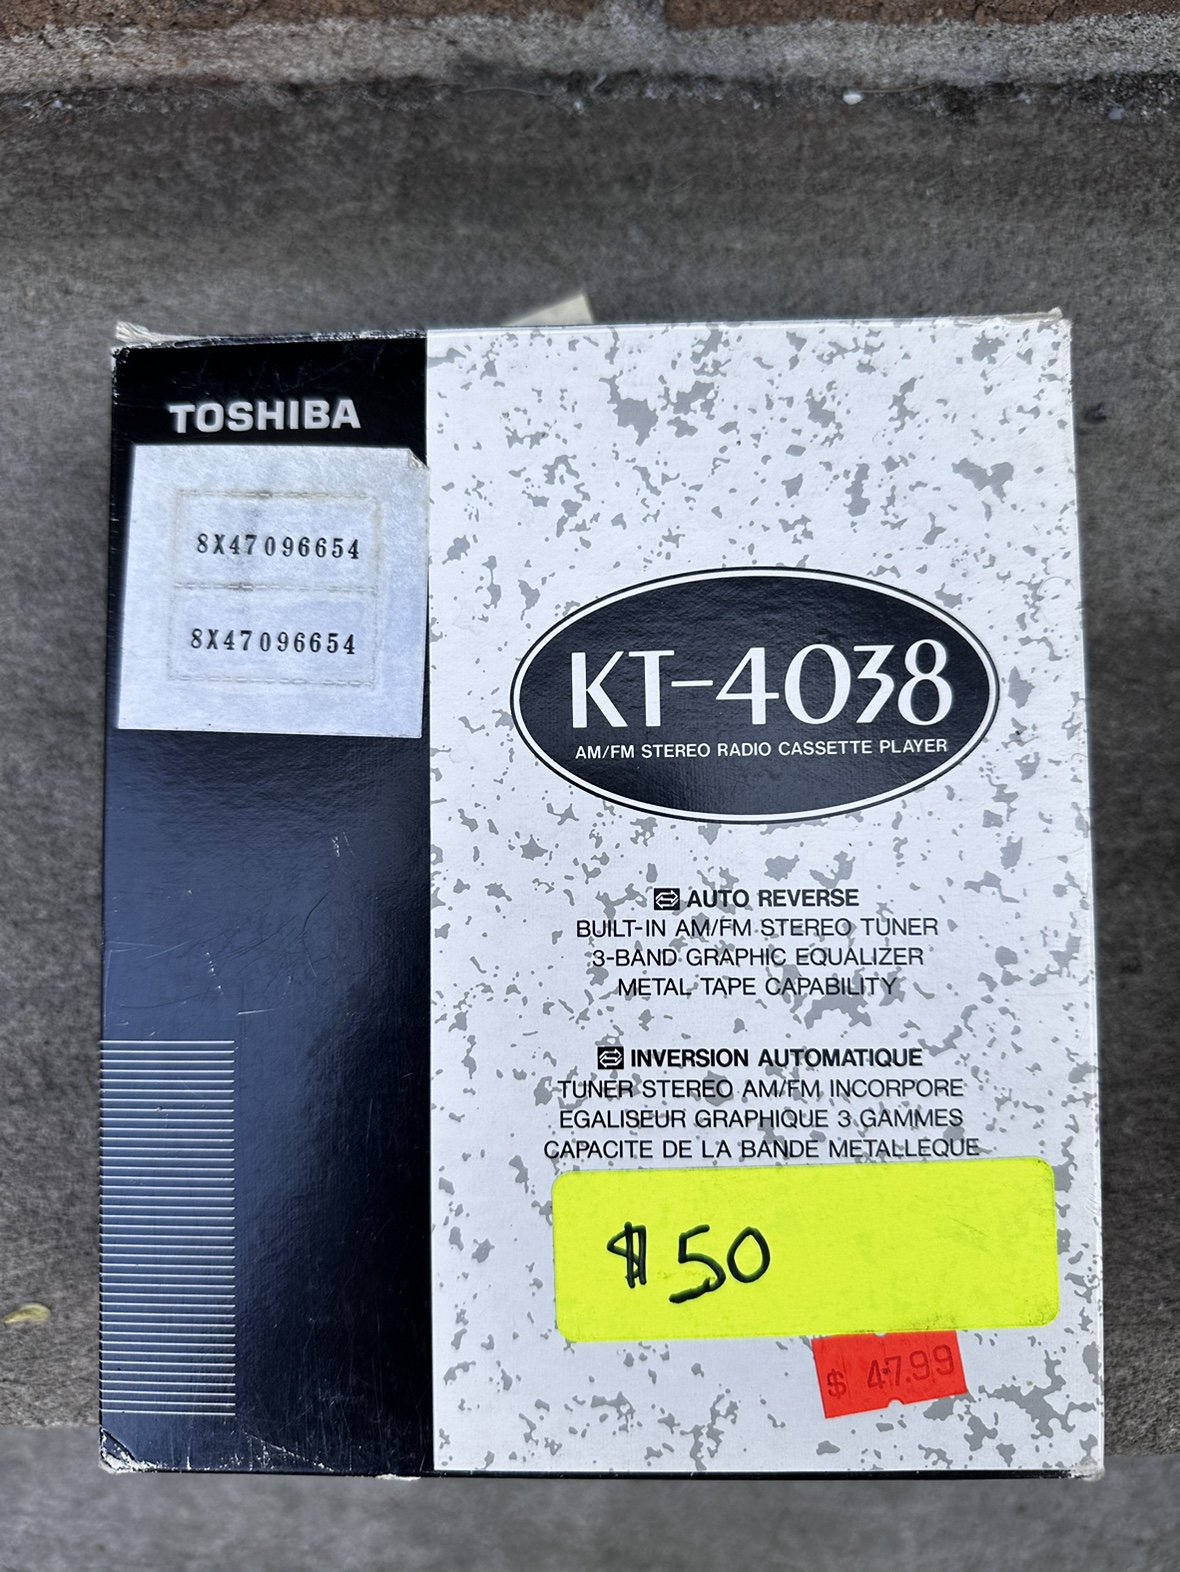 TOSHIBA
8X47096654
8X47096654
KT-4038
AM/FM STEREO RADIO CASSETTE PLAYER
AUTO REVERSE
BUILT-IN AM/FM STEREO TUNER
3-BAND GRAPHIC EQUALIZER
METAL TAPE CAPABILITY
INVERSION AUTOMATIQUE
TUNER STEREO AM/FM INCORPORE
EGALISEUR GRAPHIQUE 3 GAMMES
CAPACITE DE LA BANDE METALLEQUE
$50
$ 47.99